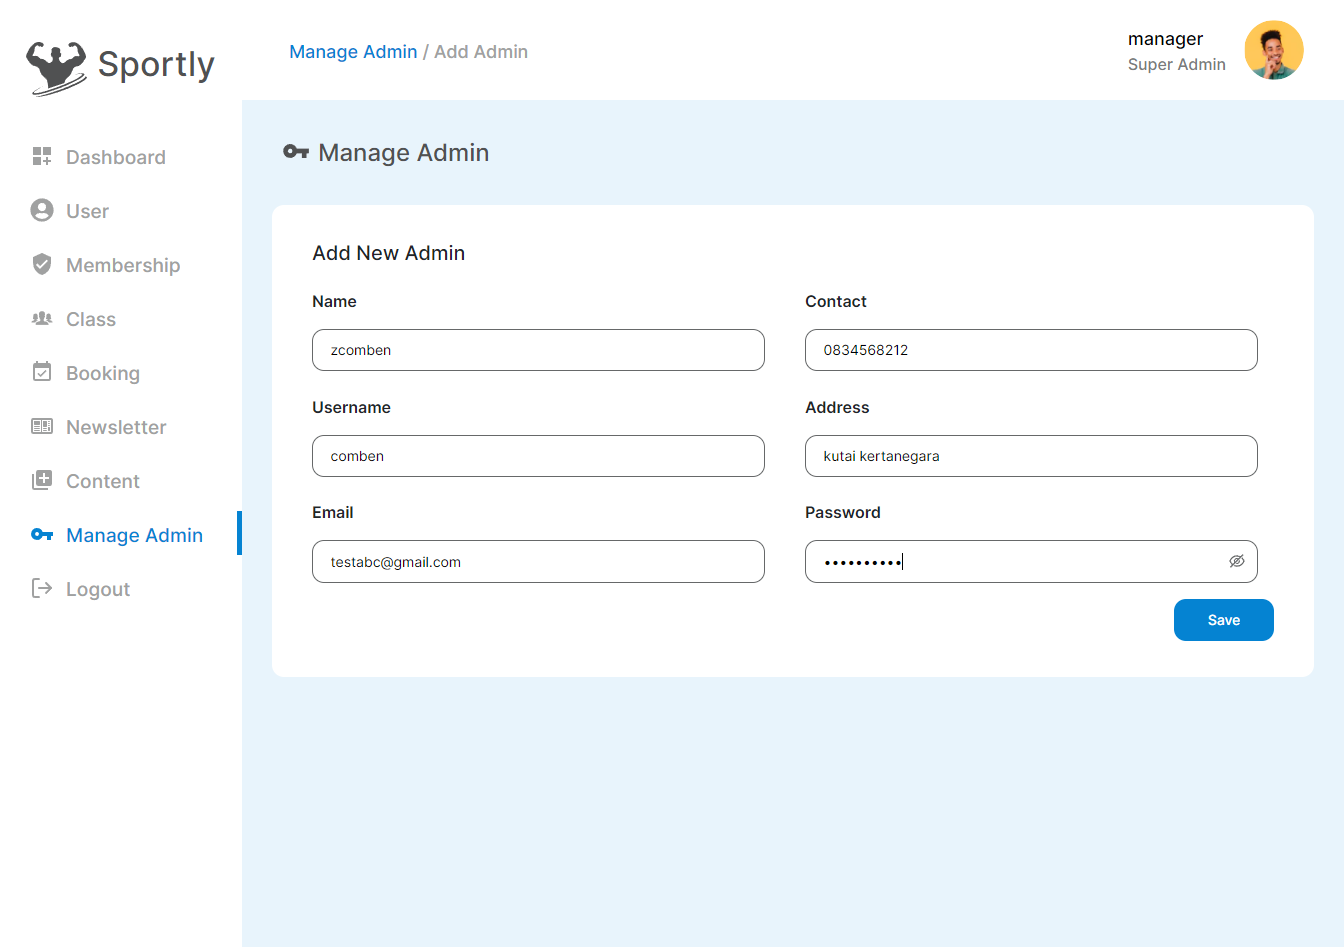 Sportly
Manage Admin / Add Admin
manager
Super Admin
Dashboard
User
Membership
Class
Booking
Newsletter
Content
Manage Admin
Logout
Manage Admin
Add New Admin
Name
Contact
zcomben
0834568212
Username
Address
comben
kutai kertanegara
Email
Password
testabc@gmail.com
••••••••••
Save